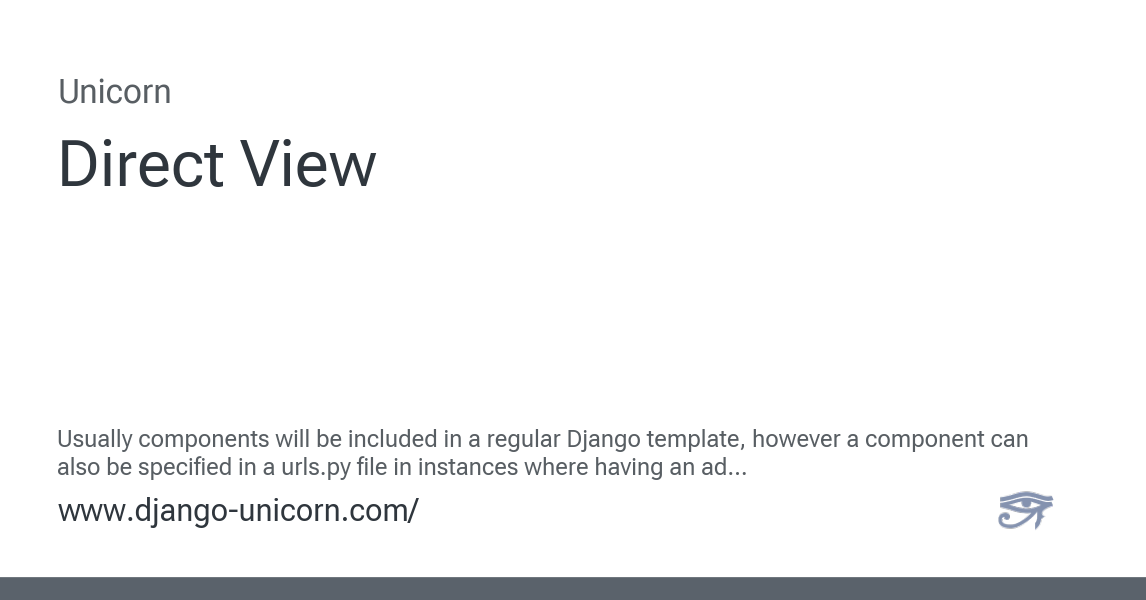 Unicorn
Direct View
Usually components will be included in a regular Django template, however a component can
also be specified in a urls.py file in instances where having an ad...
www.django-unicorn.com/